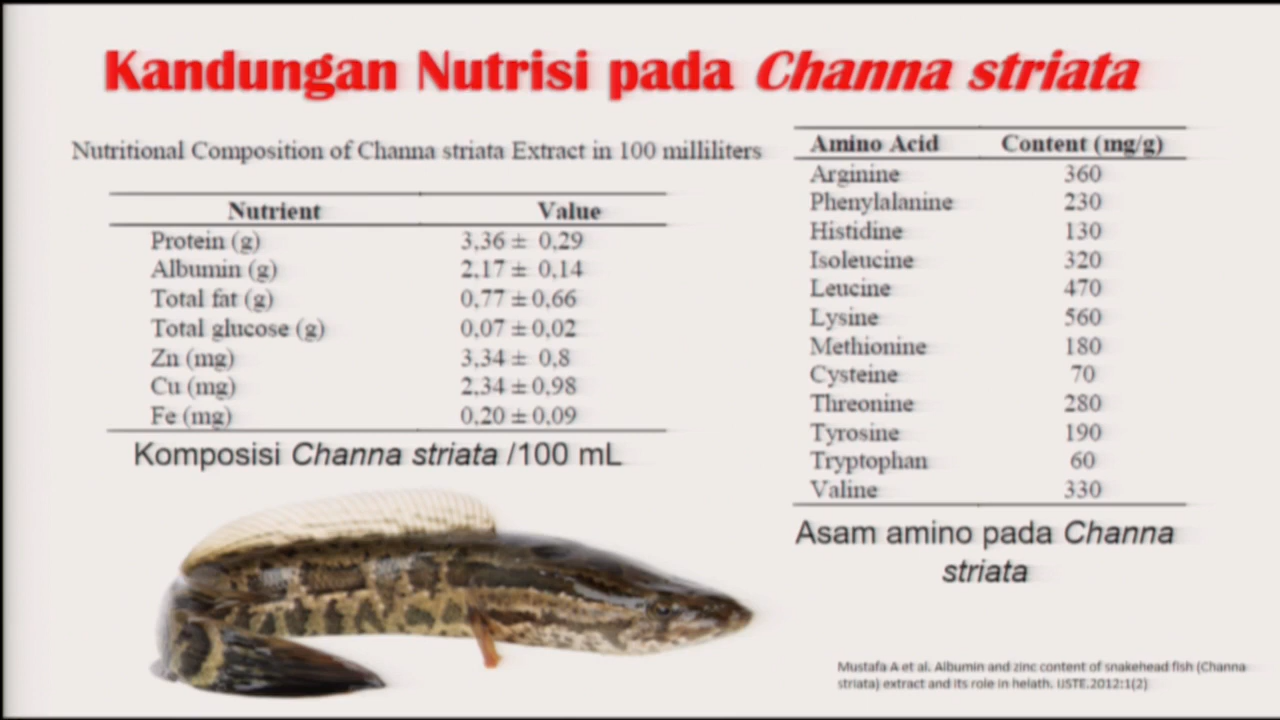 Kandungan Nutrisi pada Channa striata
Nutritional Composition of Channa striata Extract in 100 milliliters
Nutrient Value
Protein (g) 3,36 ± 0,29
Albumin (g) 2,17 ± 0,14
Total fat (g) 0,77 ± 0,66
Total glucose (g) 0,07 ± 0,02
Zn (mg) 3,34 ± 0,8
Cu (mg) 2,34 ± 0,98
Fe (mg) 0,20 ± 0,09
Komposisi Channa striata /100 mL
Amino Acid Content (mg/g)
Arginine 360
Phenylalanine 230
Histidine 130
Isoleucine 320
Leucine 470
Lysine 560
Methionine 180
Cysteine 70
Threonine 280
Tyrosine 190
Tryptophan 60
Valine 330
Asam amino pada Channa
striata
Mustafa A et al. Albumin and zinc content of snakehead fish (Channa
striata) extract and its role in helath. IJSTE.2012:1(2)